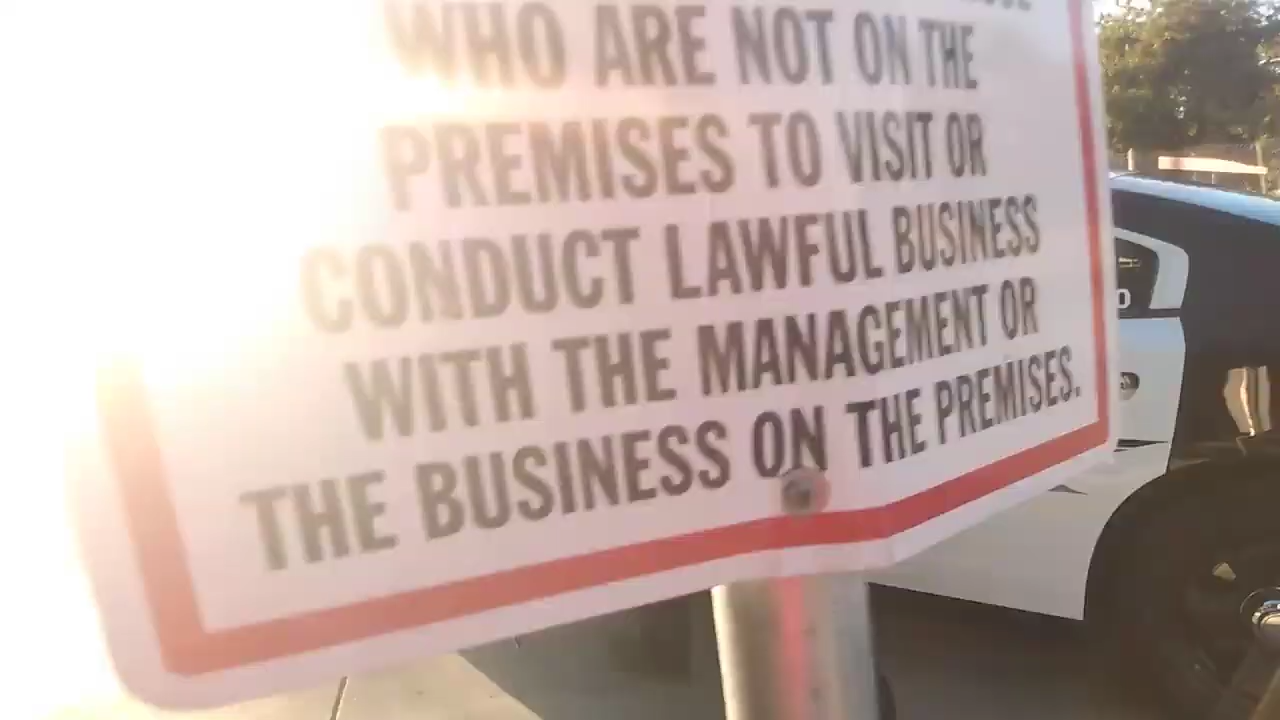 WHO ARE NOT ON THE
PREMISES TO VISIT OR
CONDUCT LAWFUL BUSINESS
WITH THE MANAGEMENT OR
THE BUSINESS ON THE PREMISES.